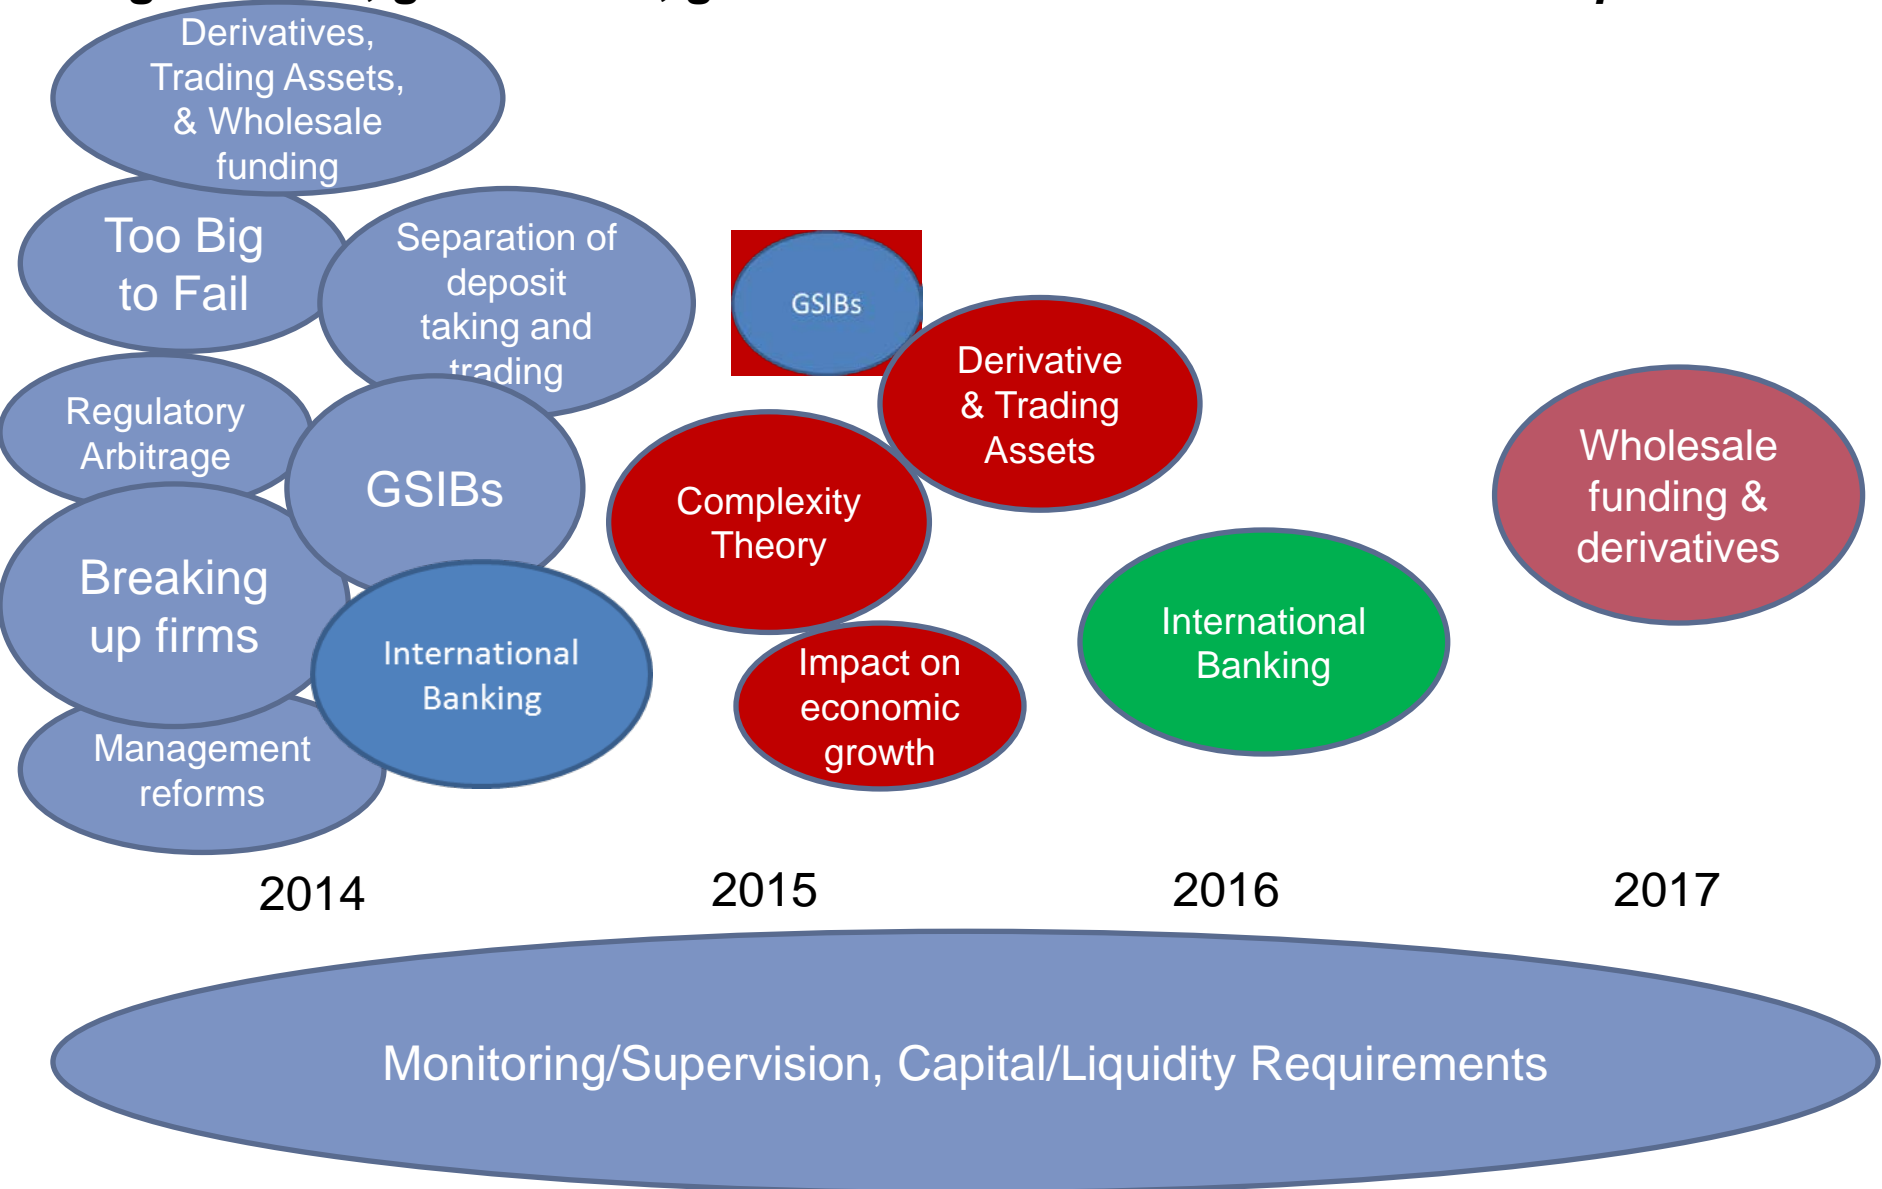 Derivatives,
Trading Assets,
& Wholesale
funding
Too Big
to Fail
Separation of
deposit
taking and
trading
GSIBs
Derivative
& Trading
Assets
Regulatory
Arbitrage
GSIBs
Complexity
Theory
Wholesale
funding &
derivatives
Breaking
up firms
International
Banking
International
Banking
Impact on
economic
growth
Management
reforms
2014
2015
2016
2017
Monitoring/Supervision, Capital/Liquidity Requirements